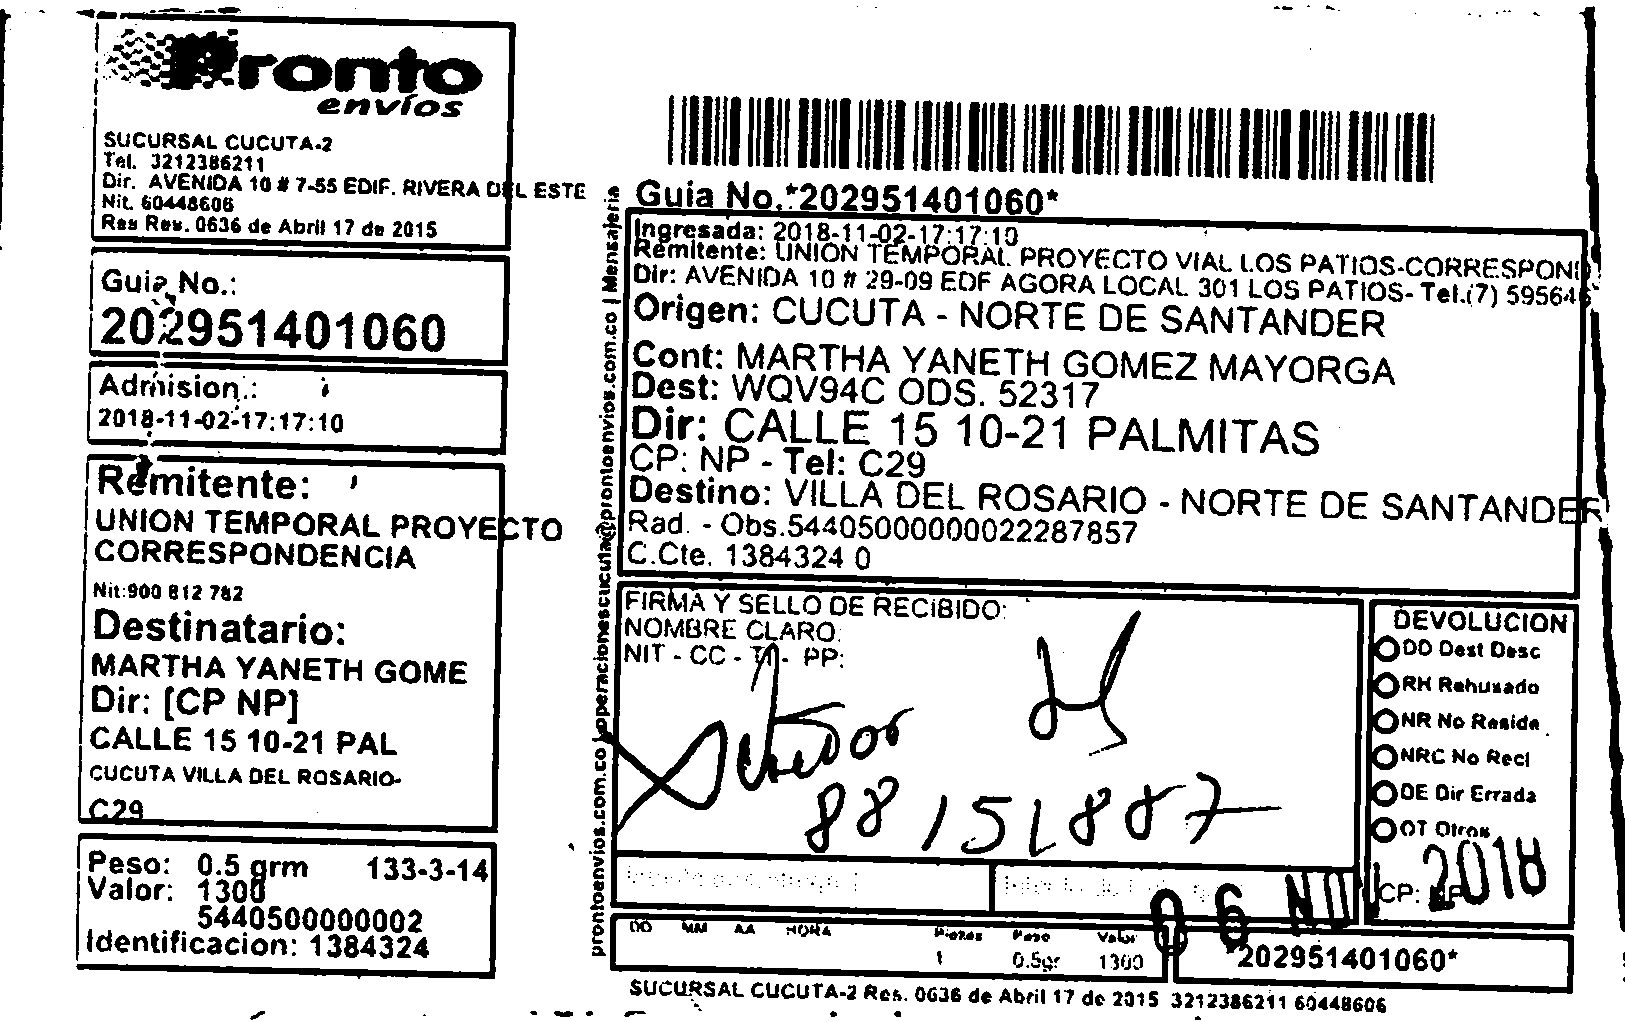 Pronto
envíos
SUCURSAL CUCUTA-2
Tel. 3212386211
Dir. AVENIDA 10 # 7-55 EDIF. RIVERA DEL ESTE
Nit. 60448606
Res Res. 0636 de Abril 17 de 2015
Guia No.:
202951401060
Admision.:
2018-11-02-17:17:10
Remitente:
UNION TEMPORAL PROYECTO
CORRESPONDENCIA
Nit:900 812 782
Destinatario:
MARTHA YANETH GOME
Dir: [CP NP]
CALLE 15 10-21 PAL
CUCUTA VILLA DEL ROSARIO-
C29
Peso: 0.5 grm 133-3-14
Valor: 1300
5440500000002
Identificacion: 1384324
prontoenvios.com.co | operacionescucuta@prontoenvios.com.co | Mensajeria
Guia No.*202951401060*
Ingresada: 2018-11-02-17:17:10
Remitente: UNION TEMPORAL PROYECTO VIAL LOS PATIOS-CORRESPOND
Dir: AVENIDA 10 # 29-09 EDF AGORA LOCAL 301 LOS PATIOS- Tel.(7) 595646
Origen: CUCUTA - NORTE DE SANTANDER
Cont: MARTHA YANETH GOMEZ MAYORGA
Dest: WQV94C ODS. 52317
Dir: CALLE 15 10-21 PALMITAS
CP: NP - Tel: C29
Destino: VILLA DEL ROSARIO - NORTE DE SANTANDER
Rad. - Obs.544050000000022287857
C.Cte. 1384324 0
FIRMA Y SELLO DE RECIBIDO:
NOMBRE CLARO:
NIT - CC - TI - PP:
DEVOLUCION
DD Dest Desc
RH Rehusado
NR No Reside
NRC No Recl
DE Dir Errada
OT Otros
CP: NP
06 NOV 2018
DD MM AA HORA Piezas Peso Valor
1 0.5gr 1300
*202951401060*
SUCURSAL CUCUTA-2 Res. 0636 de Abril 17 de 2015 3212386211 60448606